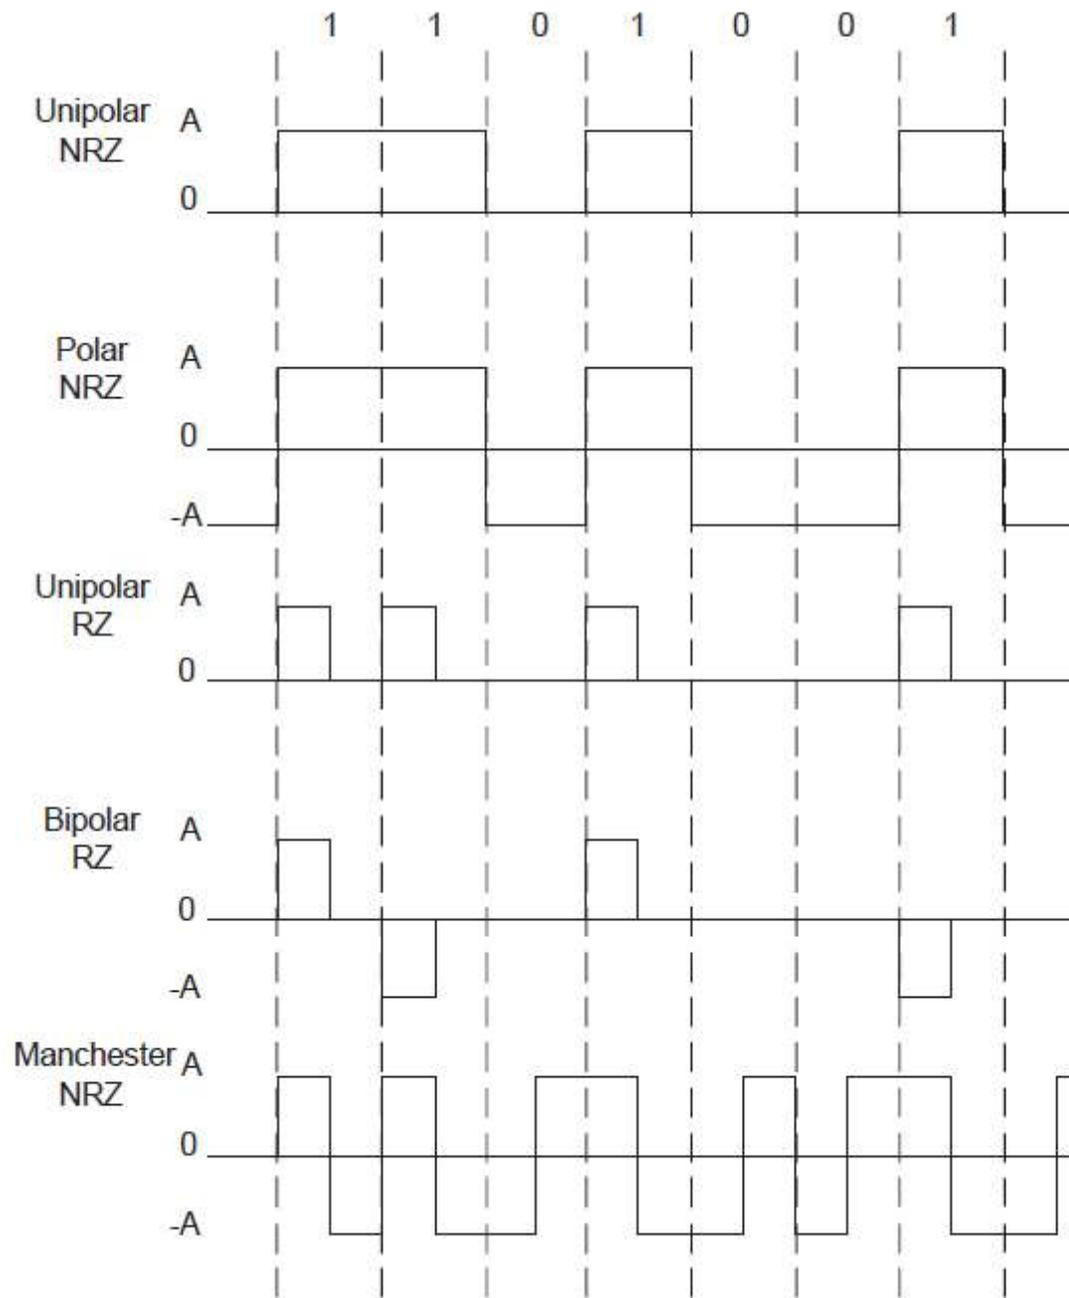 1 1 0 1 0 0 1
Unipolar A
NRZ
0
Polar A
NRZ
0
-A
Unipolar A
RZ
0
Bipolar A
RZ
0
-A
Manchester A
NRZ
0
-A